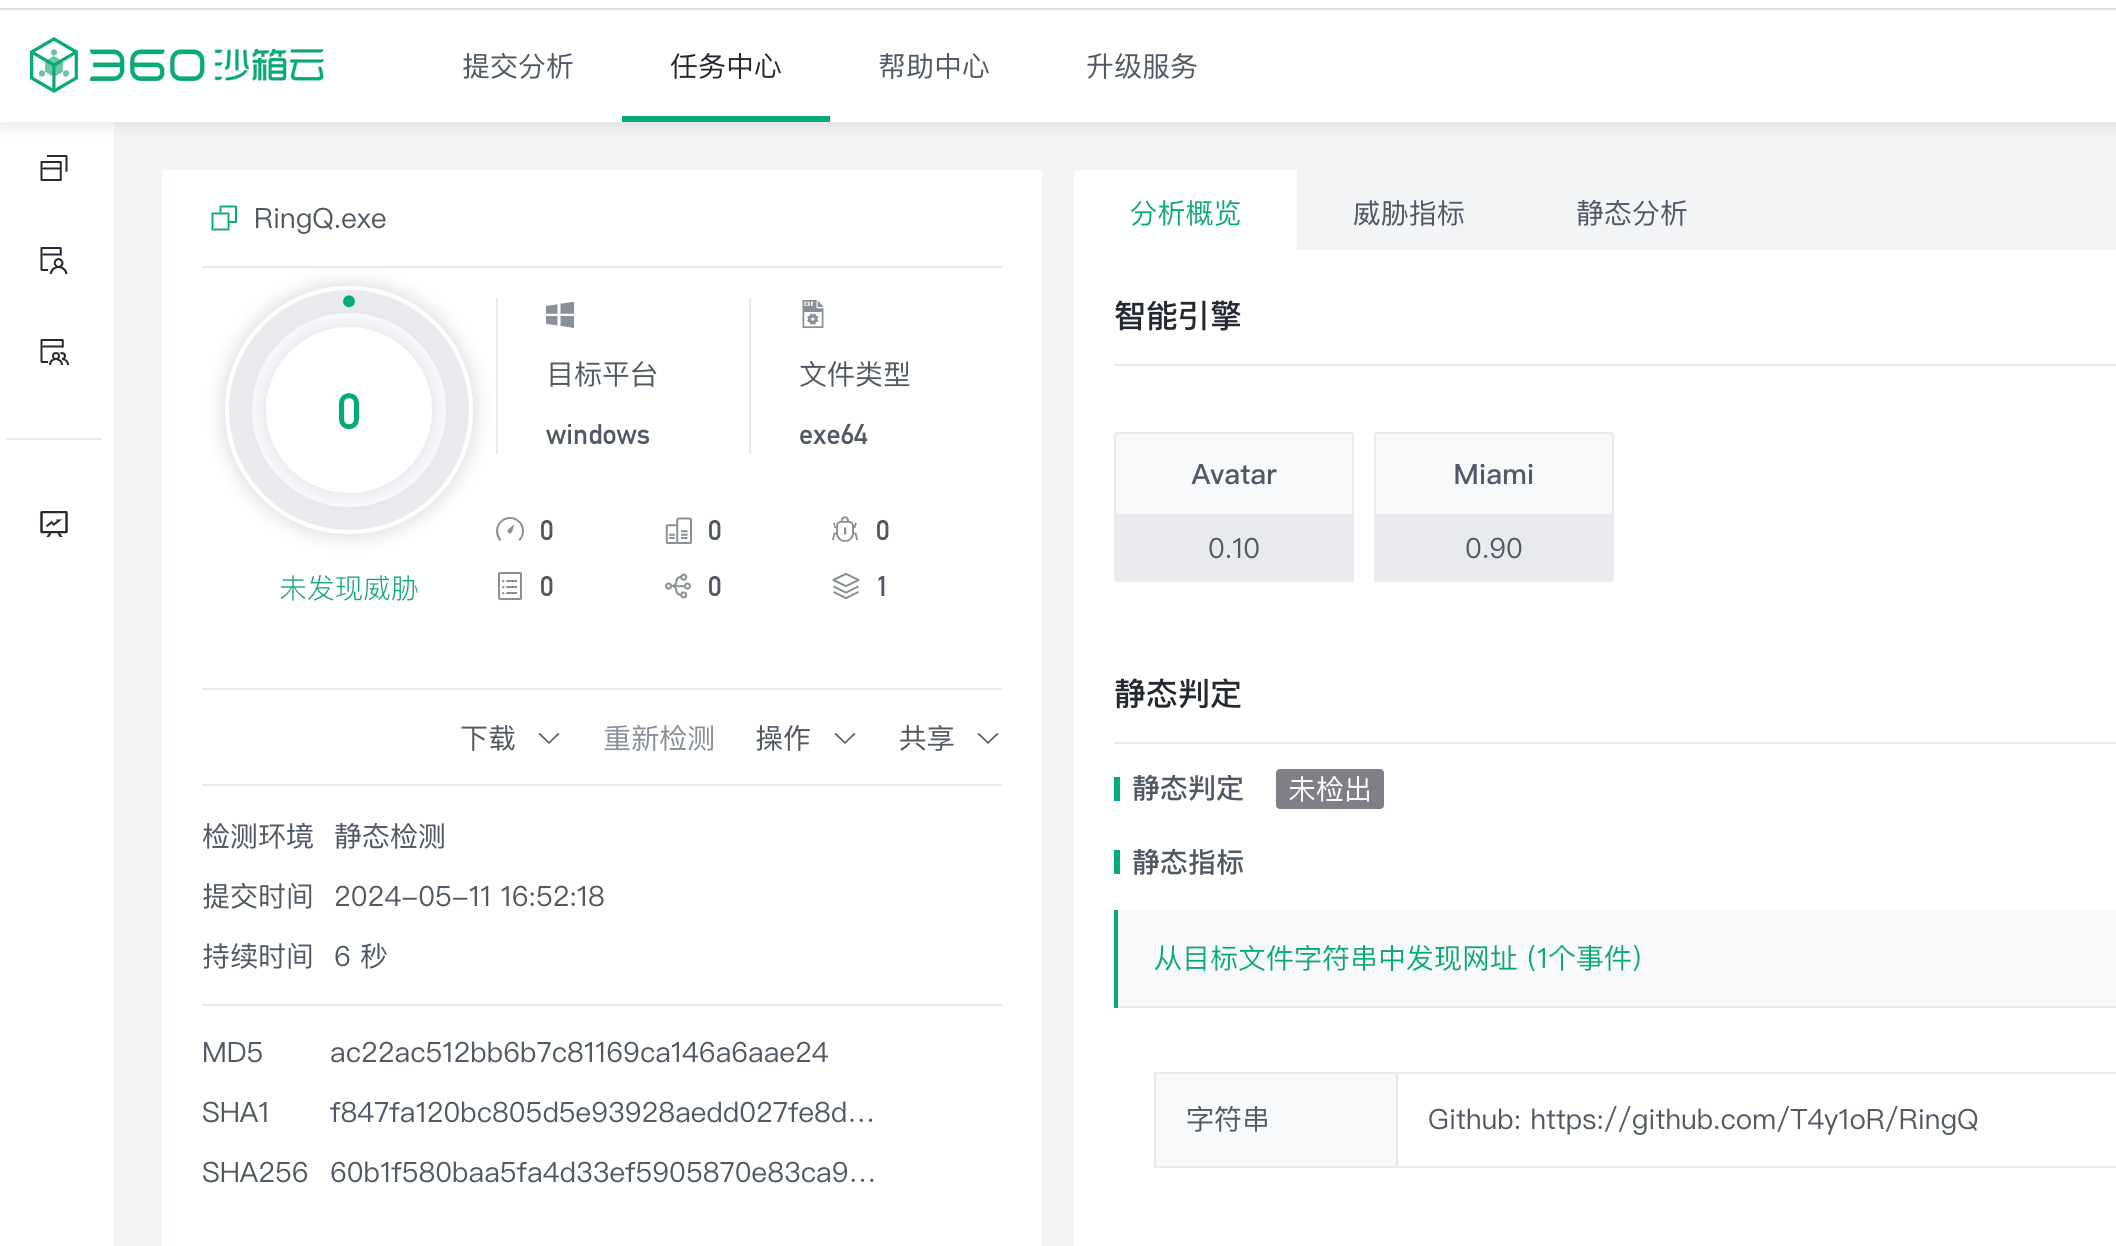 360沙箱云
提交分析
任务中心
帮助中心
升级服务
RingQ.exe
0
未发现威胁
目标平台
windows
文件类型
exe64
0
0
0
0
0
1
下载
重新检测
操作
共享
检测环境 静态检测
提交时间 2024-05-11 16:52:18
持续时间 6 秒
MD5 ac22ac512bb6b7c81169ca146a6aae24
SHA1 f847fa120bc805d5e93928aedd027fe8d...
SHA256 60b1f580baa5fa4d33ef5905870e83ca9...
分析概览
威胁指标
静态分析
智能引擎
Avatar
0.10
Miami
0.90
静态判定
静态判定 未检出
静态指标
从目标文件字符串中发现网址 (1个事件)
字符串 Github: https://github.com/T4y1oR/RingQ